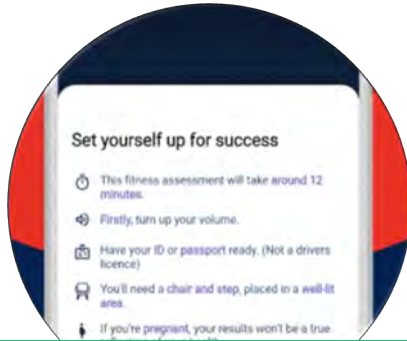 Set yourself up for success
This fitness assessment will take around 12
minutes.
Firstly, turn up your volume.
Have your ID or passport ready. (Not a drivers
licence)
You'll need a chair and step, placed in a well-lit
area.
If you're pregnant, your results won't be a true